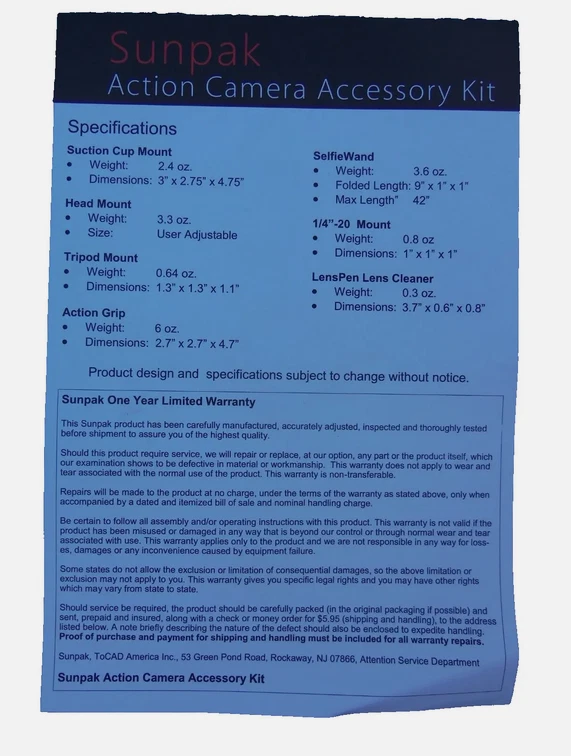 Sunpak
Action Camera Accessory Kit
Specifications
Suction Cup Mount
• Weight: 2.4 oz.
• Dimensions: 3" x 2.75" x 4.75"
Head Mount
• Weight: 3.3 oz.
• Size: User Adjustable
Tripod Mount
• Weight: 0.64 oz.
• Dimensions: 1.3" x 1.3" x 1.1"
Action Grip
• Weight: 6 oz.
• Dimensions: 2.7" x 2.7" x 4.7"
SelfieWand
• Weight: 3.6 oz.
• Folded Length: 9" x 1" x 1"
• Max Length" 42"
1/4"-20 Mount
• Weight: 0.8 oz
• Dimensions: 1" x 1" x 1"
LensPen Lens Cleaner
• Weight: 0.3 oz.
• Dimensions: 3.7" x 0.6" x 0.8"
Product design and specifications subject to change without notice.
Sunpak One Year Limited Warranty
This Sunpak product has been carefully manufactured, accurately adjusted, inspected and thoroughly tested
before shipment to assure you of the highest quality.
Should this product require service, we will repair or replace, at our option, any part or the product itself, which
our examination shows to be defective in material or workmanship. This warranty does not apply to wear and
tear associated with the normal use of the product. This warranty is non-transferable.
Repairs will be made to the product at no charge, under the terms of the warranty as stated above, only when
accompanied by a dated and itemized bill of sale and nominal handling charge.
Be certain to follow all assembly and/or operating instructions with this product. This warranty is not valid if the
product has been misused or damaged in any way that is beyond our control or through normal wear and tear
associated with use. This warranty applies only to the product and we are not responsible in any way for loss-
es, damages or any inconvenience caused by equipment failure.
Some states do not allow the exclusion or limitation of consequential damages, so the above limitation or
exclusion may not apply to you. This warranty gives you specific legal rights and you may have other rights
which may vary from state to state.
Should service be required, the product should be carefully packed (in the original packaging if possible) and
sent, prepaid and insured, along with a check or money order for $5.95 (shipping and handling), to the address
listed below. A note briefly describing the nature of the defect should also be enclosed to expedite handling.
Proof of purchase and payment for shipping and handling must be included for all warranty repairs.
Sunpak, ToCAD America Inc., 53 Green Pond Road, Rockaway, NJ 07866, Attention Service Department
Sunpak Action Camera Accessory Kit